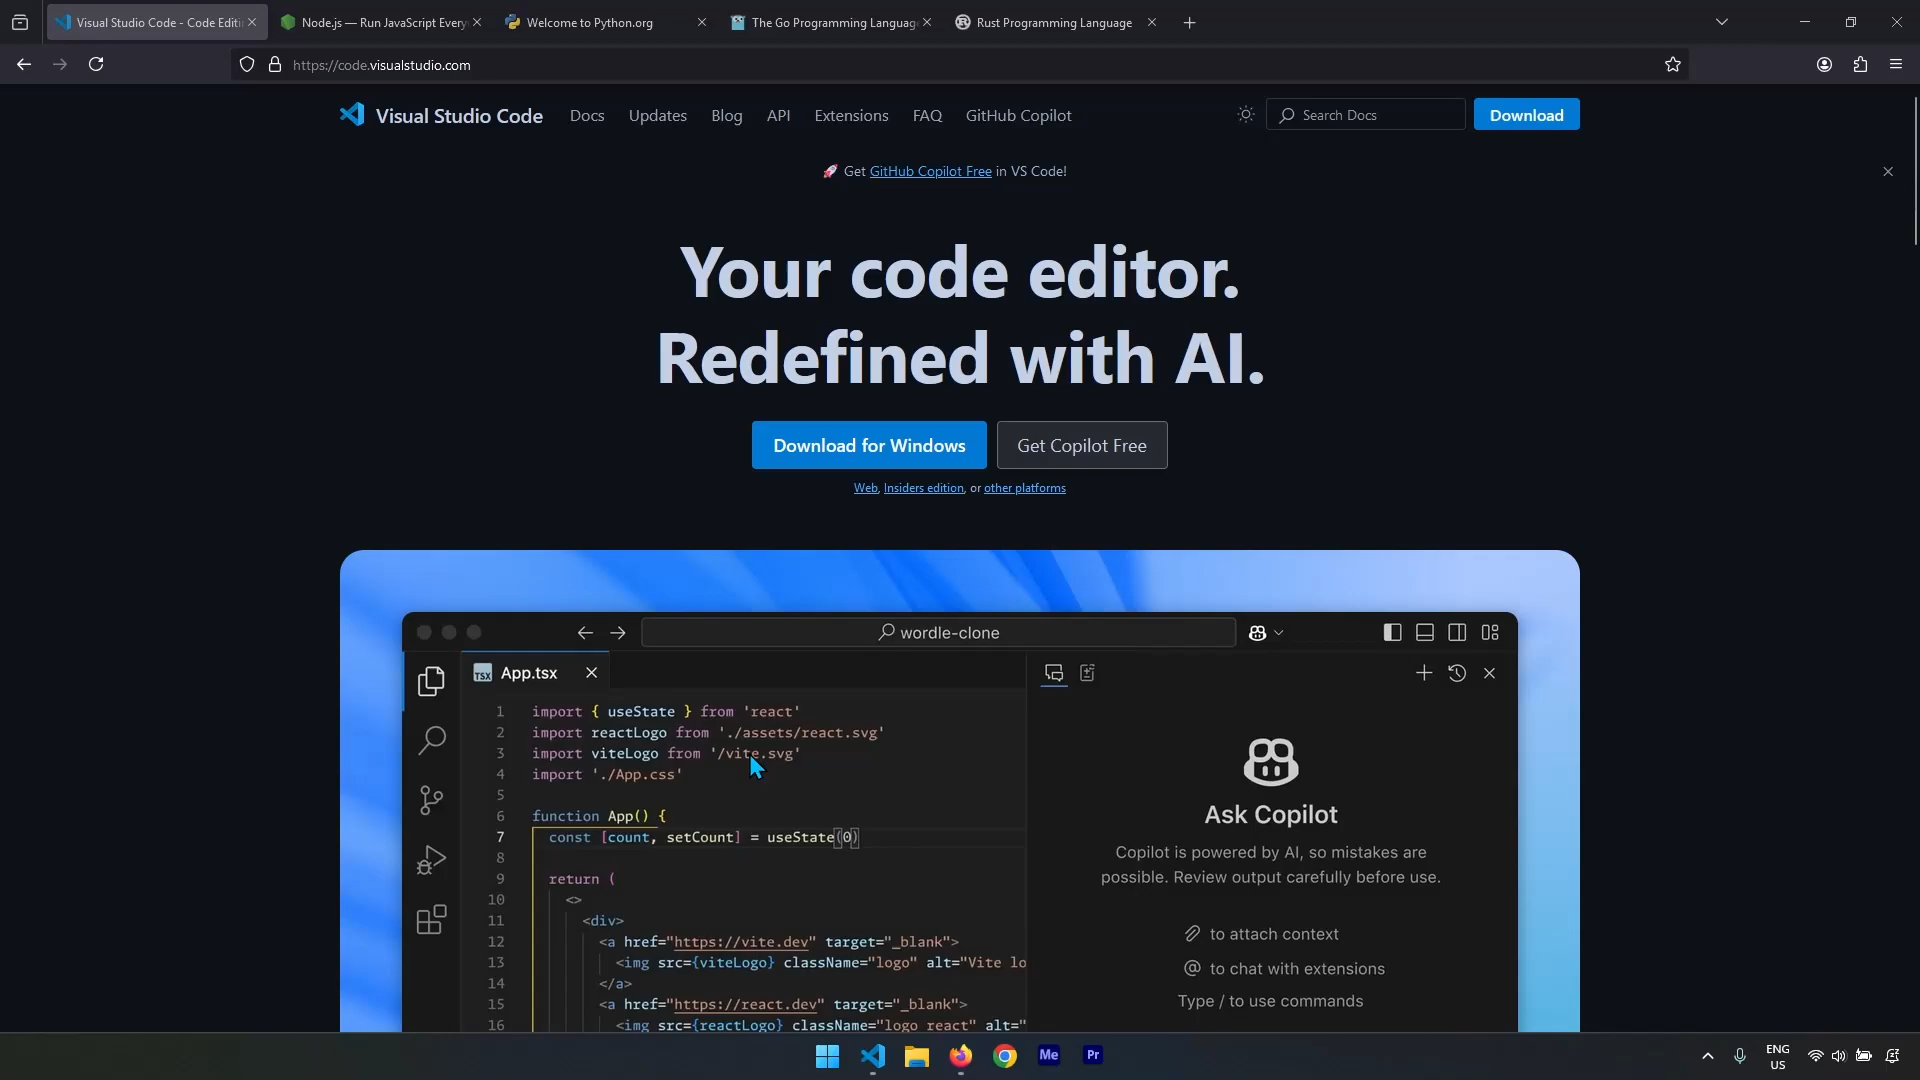 Visual Studio Code - Code Editi
Node.js — Run JavaScript Every
Welcome to Python.org
The Go Programming Language
Rust Programming Language
https://code.visualstudio.com
Visual Studio Code
Docs
Updates
Blog
API
Extensions
FAQ
GitHub Copilot
Search Docs
Download
🚀 Get GitHub Copilot Free in VS Code!
Your code editor.
Redefined with AI.
Download for Windows
Get Copilot Free
Web, Insiders edition, or other platforms
wordle-clone
TSX App.tsx
1 import { useState } from 'react'
2 import reactLogo from './assets/react.svg'
3 import viteLogo from '/vite.svg'
4 import './App.css'
5
6 function App() {
7 const [count, setCount] = useState(0)
8
9 return (
10 <>
11 <div>
12 <a href="https://vite.dev" target="_blank">
13 <img src={viteLogo} className="logo" alt="Vite lo
14 </a>
15 <a href="https://react.dev" target="_blank">
16 <img src={reactLogo} className="logo react" alt="
Ask Copilot
Copilot is powered by AI, so mistakes are
possible. Review output carefully before use.
to attach context
@ to chat with extensions
Type / to use commands
Me
Pr
ENG
US